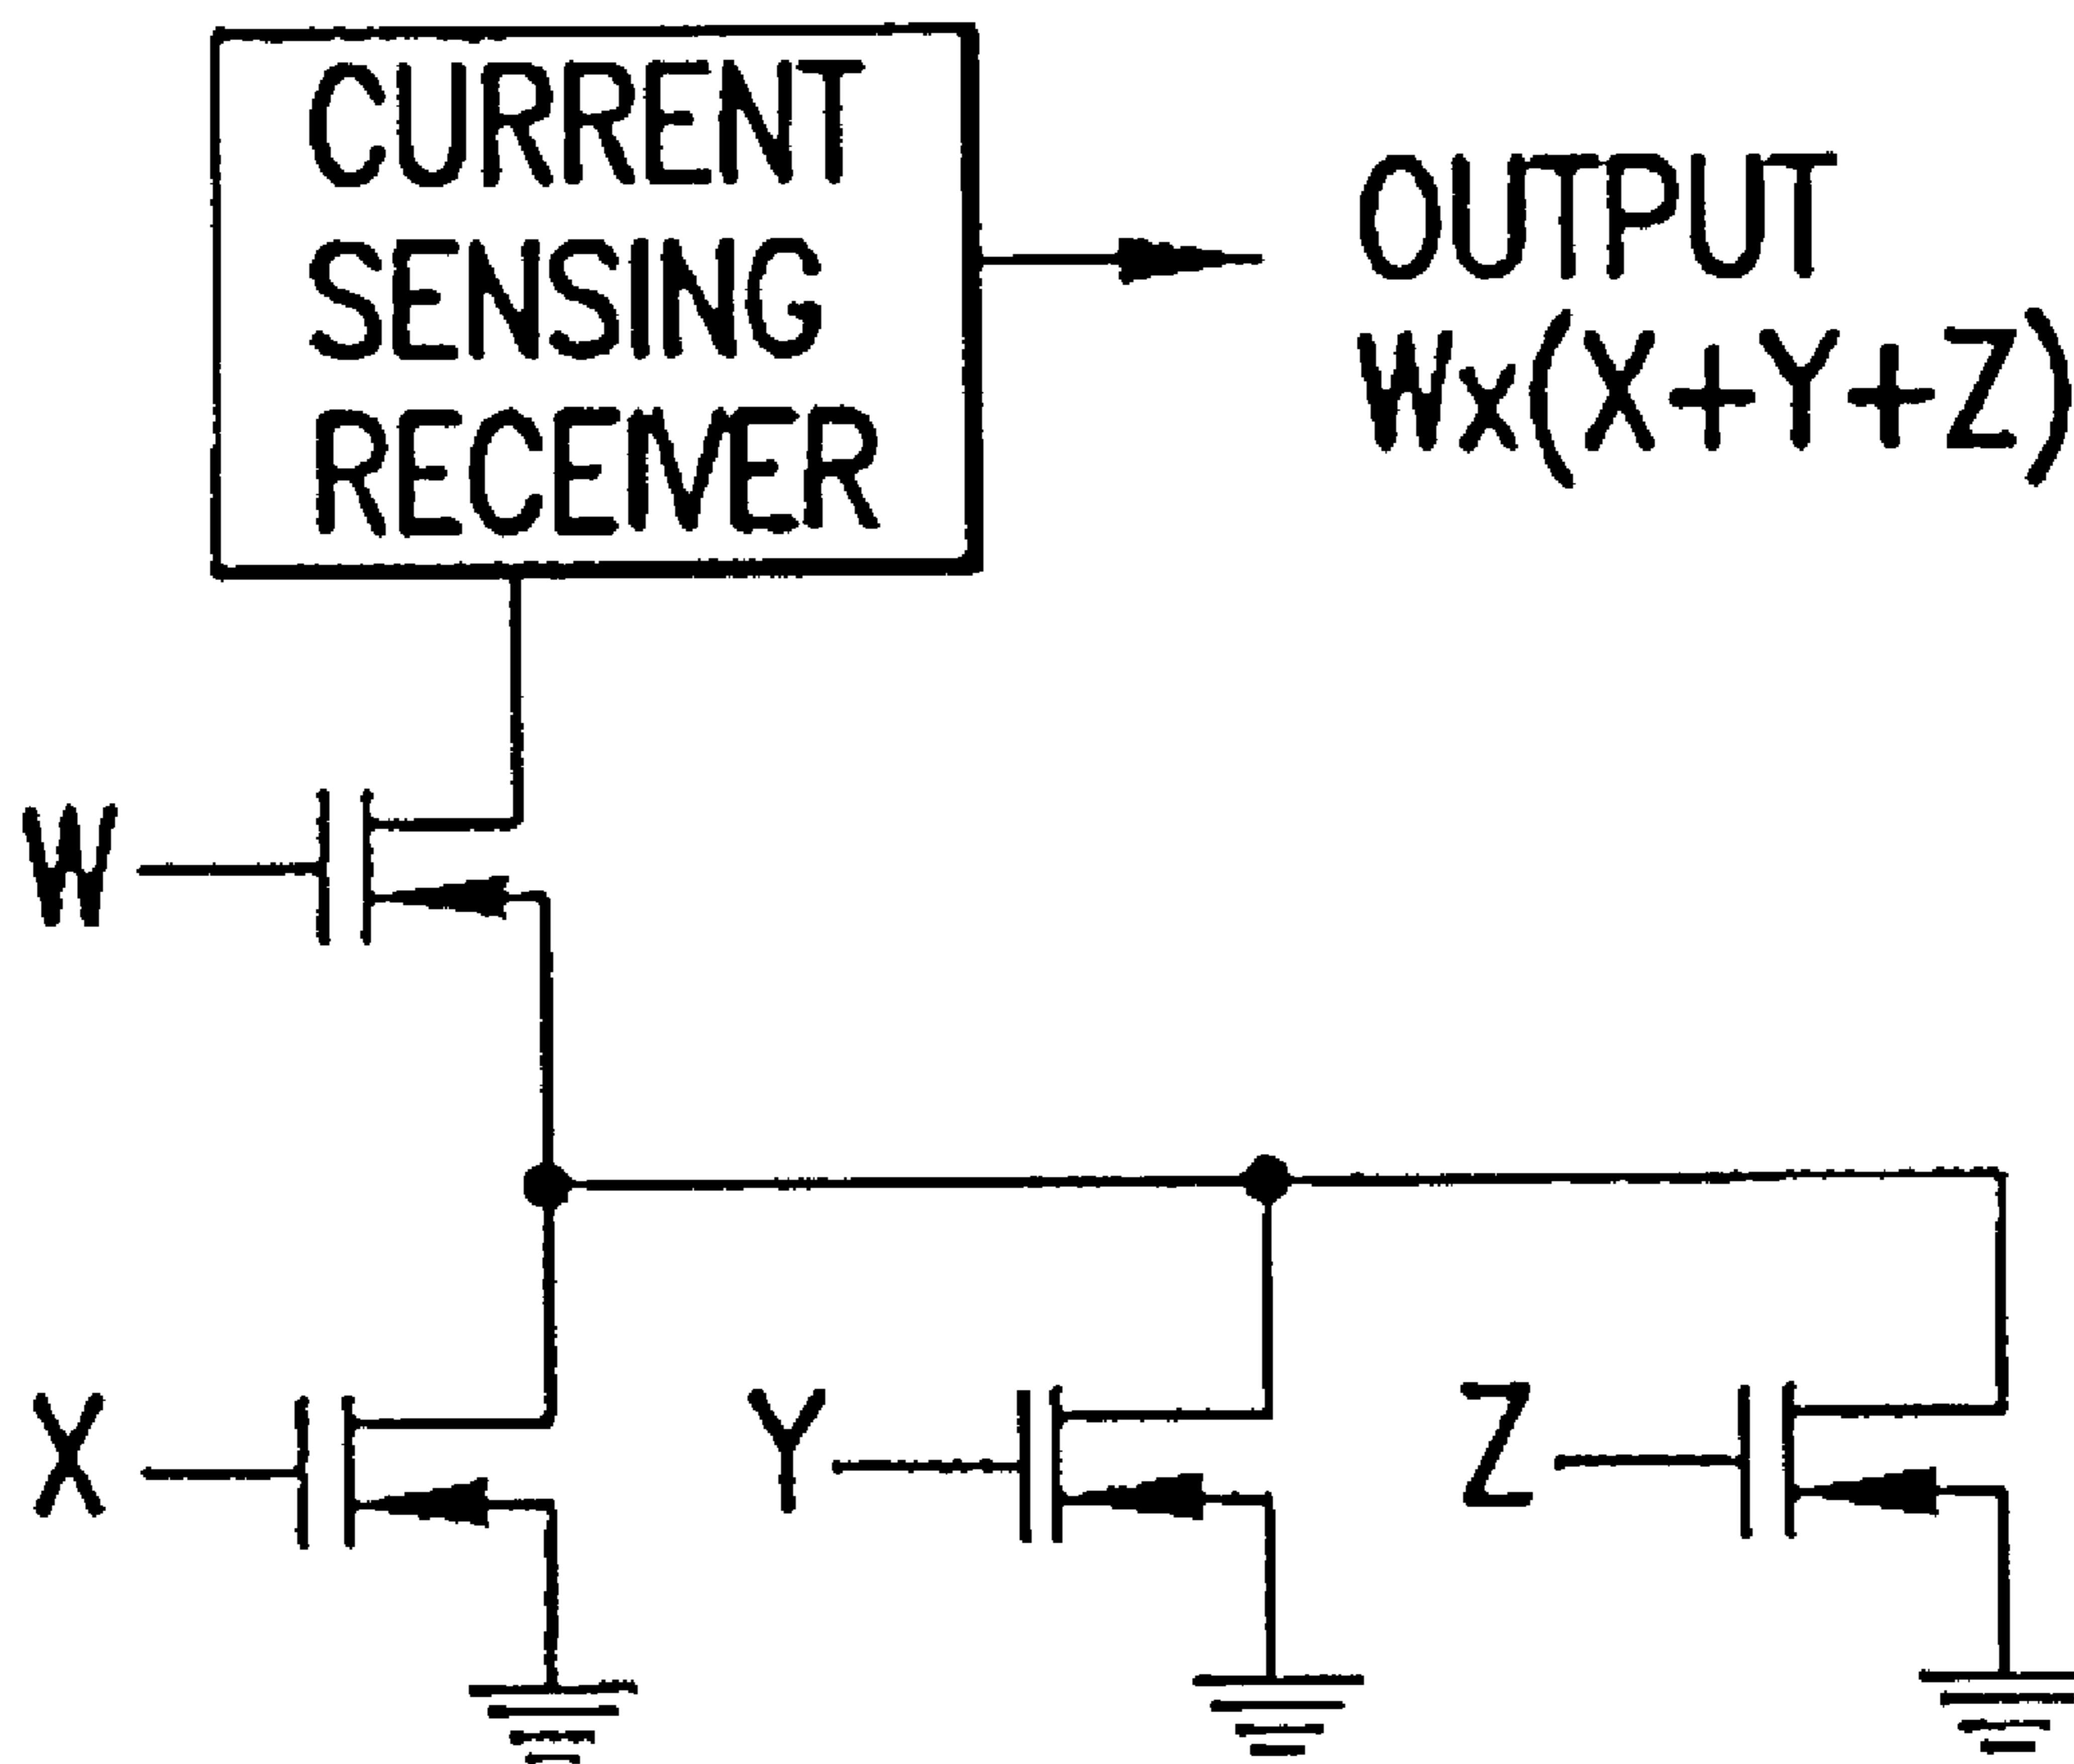 CURRENT
SENSING
RECEIVER
OUTPUT
Wx(X+Y+Z)
W
X
Y
Z